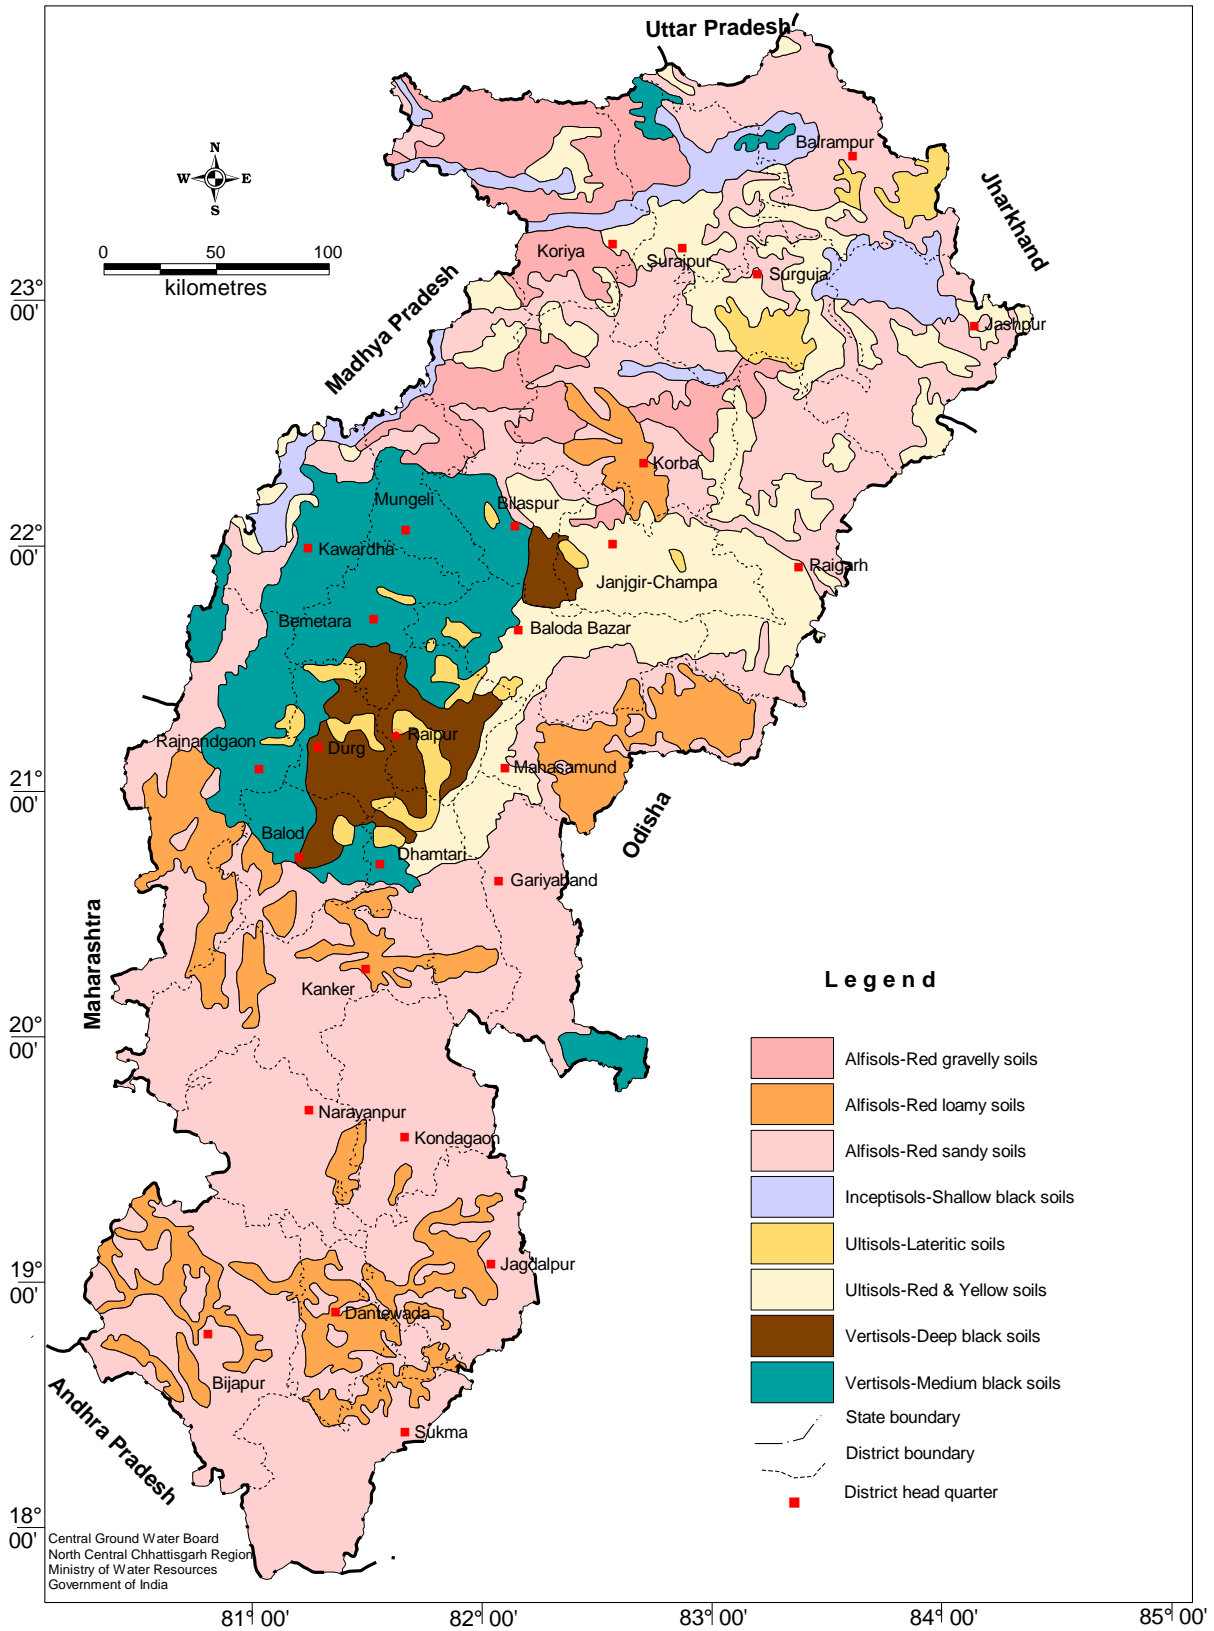 Uttar Pradesh
Balrampur
N
W E
S
Jharkhand
0 50 100
kilometres
Koriya
Surajpur
Surguja
23°
00'
Jashpur
Madhya Pradesh
Korba
Mungeli
Bilaspur
22°
00'
Kawardha
Janjgir-Champa
Raigarh
Bemetara
Baloda Bazar
Rajnandgaon
Durg
Raipur
Mahasamund
21°
00'
Odisha
Balod
Dhamtari
Gariyaband
Maharashtra
Kanker
20°
00'
Narayanpur
Kondagaon
19°
00'
Jagdalpur
Dantewada
Bijapur
Andhra Pradesh
Sukma
18°
00'
Legend
Alfisols-Red gravelly soils
Alfisols-Red loamy soils
Alfisols-Red sandy soils
Inceptisols-Shallow black soils
Ultisols-Lateritic soils
Ultisols-Red & Yellow soils
Vertisols-Deep black soils
Vertisols-Medium black soils
State boundary
District boundary
District head quarter
Central Ground Water Board
North Central Chhattisgarh Region
Ministry of Water Resources
Government of India
81° 00' 82° 00' 83° 00' 84° 00' 85° 00'